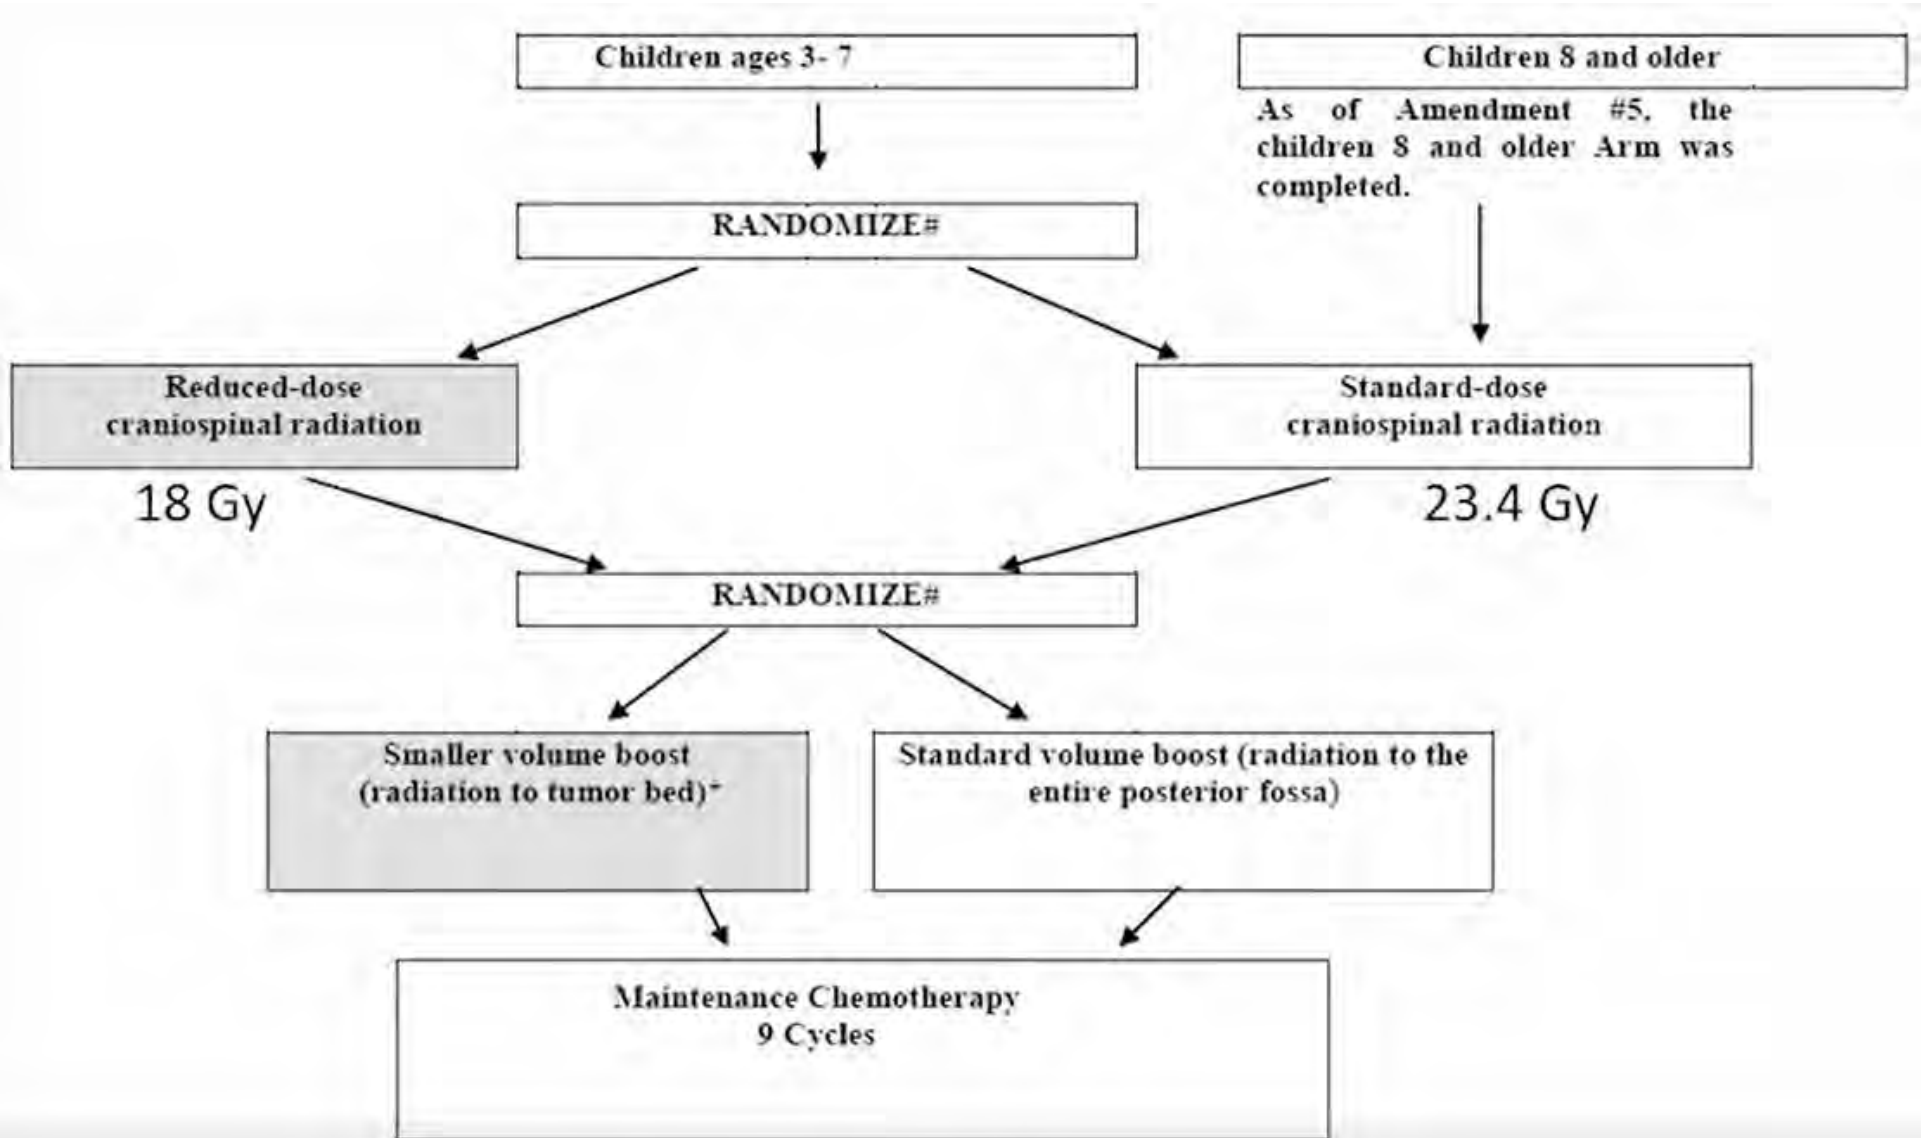 Children ages 3- 7
Children 8 and older
As of Amendment #5, the
children 8 and older Arm was
completed.
RANDOMIZE#
Reduced-dose
craniospinal radiation
18 Gy
Standard-dose
craniospinal radiation
23.4 Gy
RANDOMIZE#
Smaller volume boost
(radiation to tumor bed)+
Standard volume boost (radiation to the
entire posterior fossa)
Maintenance Chemotherapy
9 Cycles